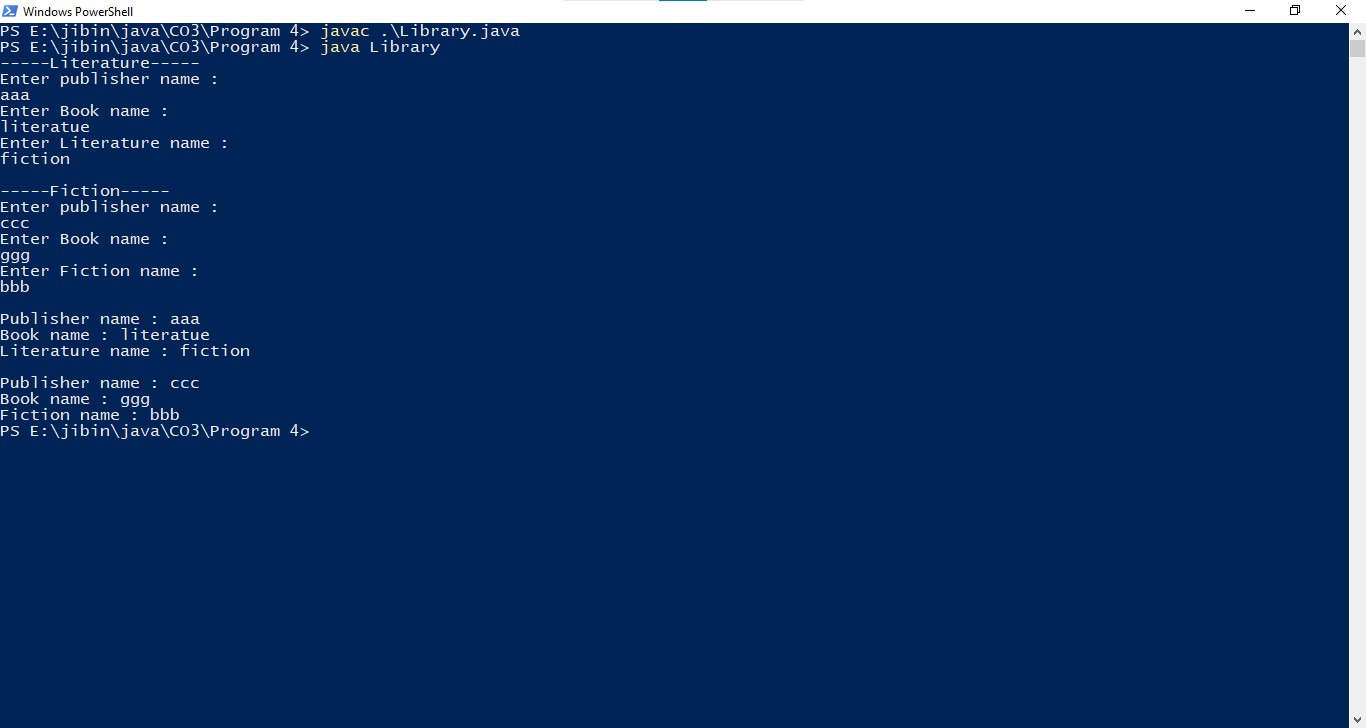 Windows PowerShell
PS E:\jibin\java\CO3\Program 4> javac .\Library.java
PS E:\jibin\java\CO3\Program 4> java Library
-----Literature-----
Enter publisher name :
aaa
Enter Book name :
literatue
Enter Literature name :
fiction

-----Fiction-----
Enter publisher name :
ccc
Enter Book name :
ggg
Enter Fiction name :
bbb

Publisher name : aaa
Book name : literatue
Literature name : fiction

Publisher name : ccc
Book name : ggg
Fiction name : bbb
PS E:\jibin\java\CO3\Program 4>